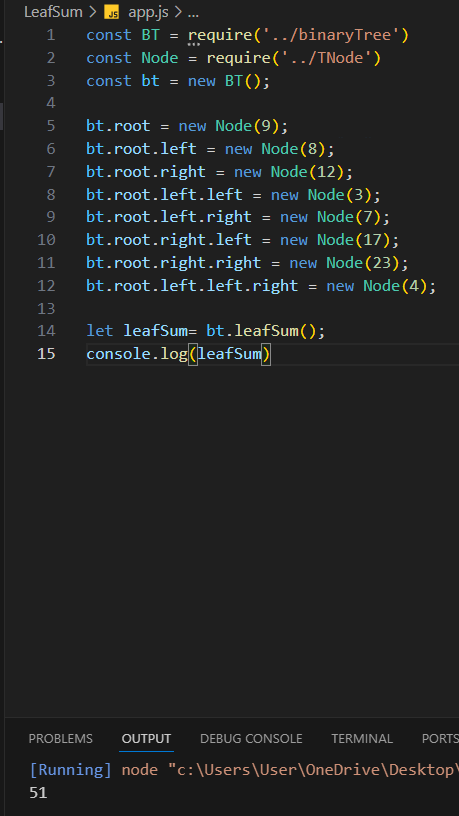 LeafSum > JS app.js > ...
1 const BT = require('../binaryTree')
2 const Node = require('../TNode')
3 const bt = new BT();
4
5 bt.root = new Node(9);
6 bt.root.left = new Node(8);
7 bt.root.right = new Node(12);
8 bt.root.left.left = new Node(3);
9 bt.root.left.right = new Node(7);
10 bt.root.right.left = new Node(17);
11 bt.root.right.right = new Node(23);
12 bt.root.left.left.right = new Node(4);
13
14 let leafSum= bt.leafSum();
15 console.log(leafSum)
PROBLEMS OUTPUT DEBUG CONSOLE TERMINAL PORTS
[Running] node "c:\Users\User\OneDrive\Desktop\
51